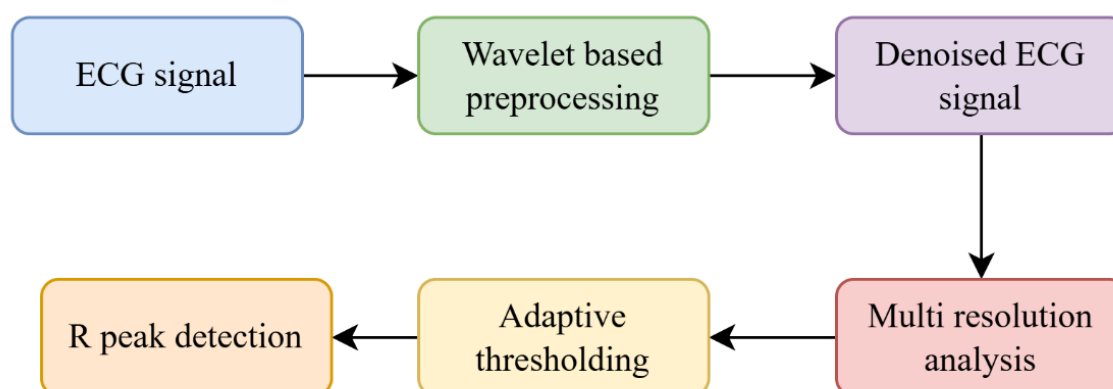 ECG signal
Wavelet based
preprocessing
Denoised ECG
signal
Multi resolution
analysis
Adaptive
thresholding
R peak detection